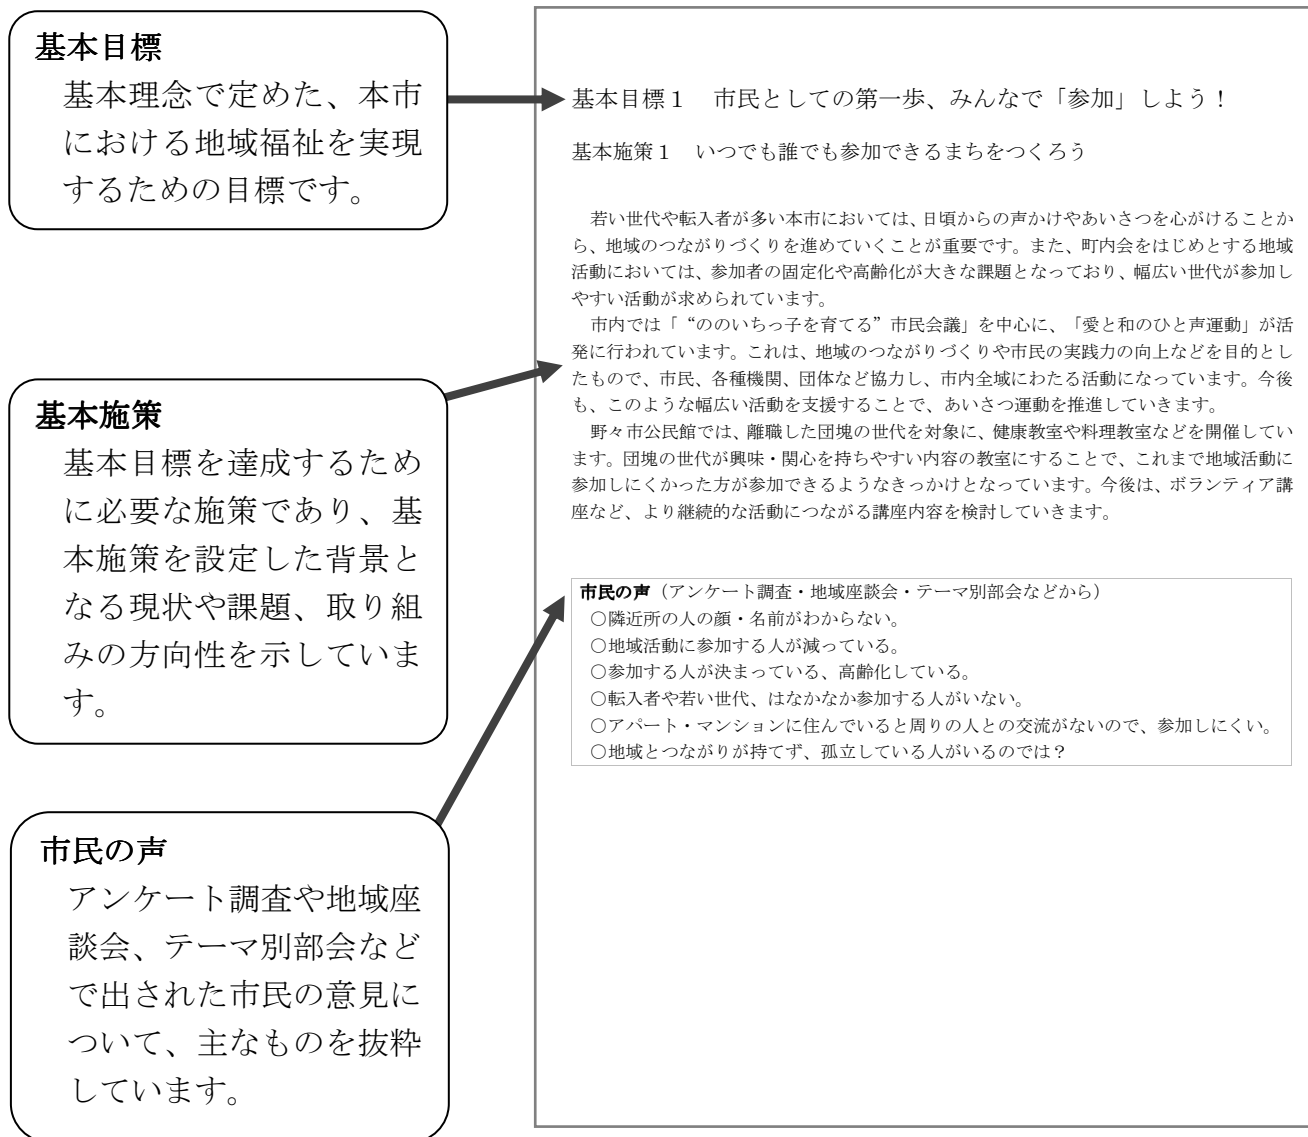 基本目標
基本理念で定めた、本市
における地域福祉を実現
するための目標です。
基本施策
基本目標を達成するため
に必要な施策であり、基
本施策を設定した背景と
なる現状や課題、取り組
みの方向性を示していま
す。
市民の声
アンケート調査や地域座
談会、テーマ別部会など
で出された市民の意見に
ついて、主なものを抜粋
しています。
基本目標１　市民としての第一歩、みんなで「参加」しよう！
基本施策１　いつでも誰でも参加できるまちをつくろう
若い世代や転入者が多い本市においては、日頃からの声かけやあいさつを心がけることか
ら、地域のつながりづくりを進めていくことが重要です。また、町内会をはじめとする地域
活動においては、参加者の固定化や高齢化が大きな課題となっており、幅広い世代が参加し
やすい活動が求められています。
市内では「“ののいちっ子を育てる”市民会議」を中心に、「愛と和のひと声運動」が活
発に行われています。これは、地域のつながりづくりや市民の実践力の向上などを目的とし
たもので、市民、各種機関、団体など協力し、市内全域にわたる活動になっています。今後
も、このような幅広い活動を支援することで、あいさつ運動を推進していきます。
野々市公民館では、離職した団塊の世代を対象に、健康教室や料理教室などを開催してい
ます。団塊の世代が興味・関心を持ちやすい内容の教室にすることで、これまで地域活動に
参加しにくかった方が参加できるようなきっかけとなっています。今後は、ボランティア講
座など、より継続的な活動につながる講座内容を検討していきます。
市民の声（アンケート調査・地域座談会・テーマ別部会などから）
○隣近所の人の顔・名前がわからない。
○地域活動に参加する人が減っている。
○参加する人が決まっている、高齢化している。
○転入者や若い世代、はなかなか参加する人がいない。
○アパート・マンションに住んでいると周りの人との交流がないので、参加しにくい。
○地域とつながりが持てず、孤立している人がいるのでは？